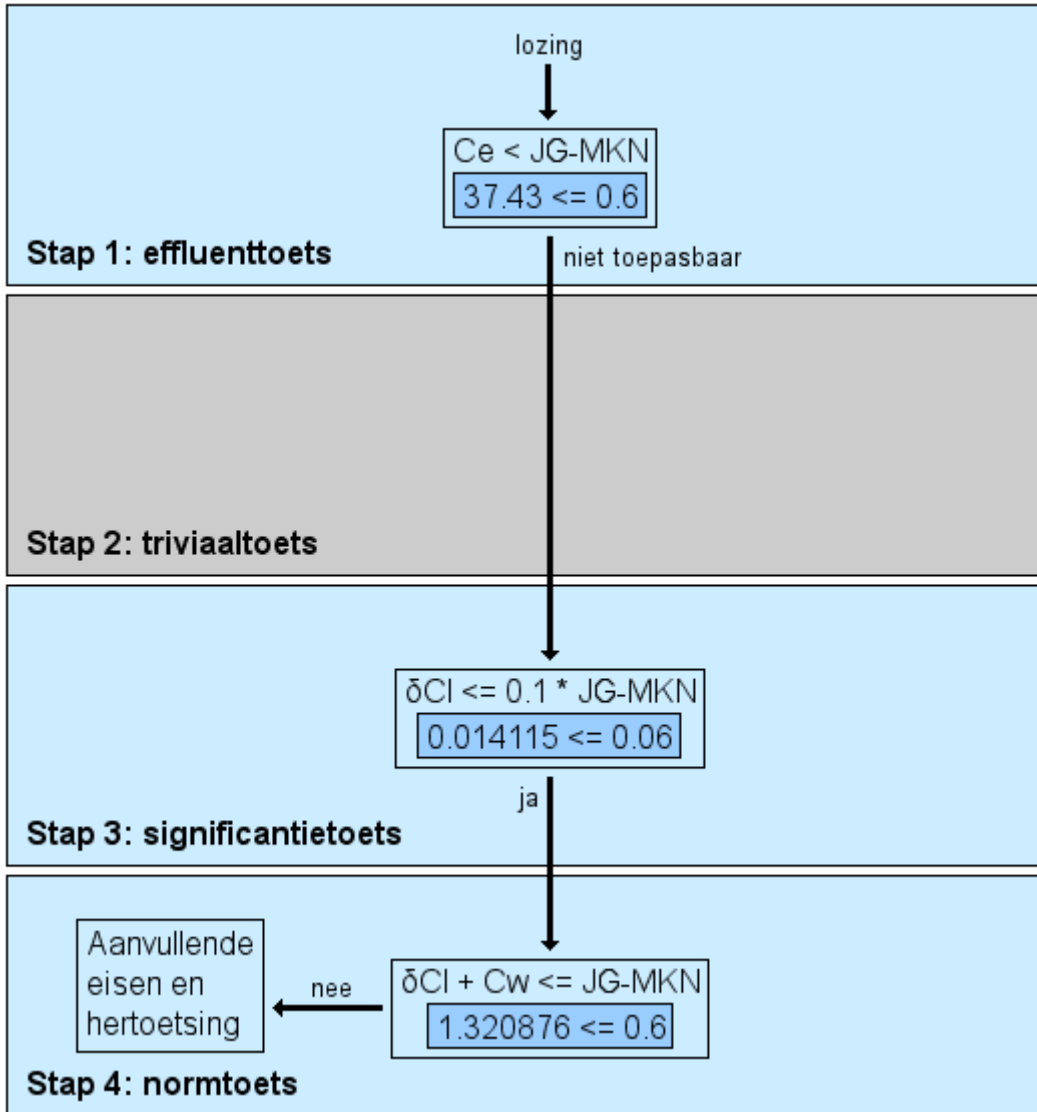 lozing
Ce < JG-MKN
37.43 <= 0.6
Stap 1: effluenttoets
niet toepasbaar
Stap 2: triviaaltoets
δCl <= 0.1 * JG-MKN
0.014115 <= 0.06
ja
Stap 3: significantietoets
Aanvullende
eisen en
hertoetsing
nee
δCl + Cw <= JG-MKN
1.320876 <= 0.6
Stap 4: normtoets